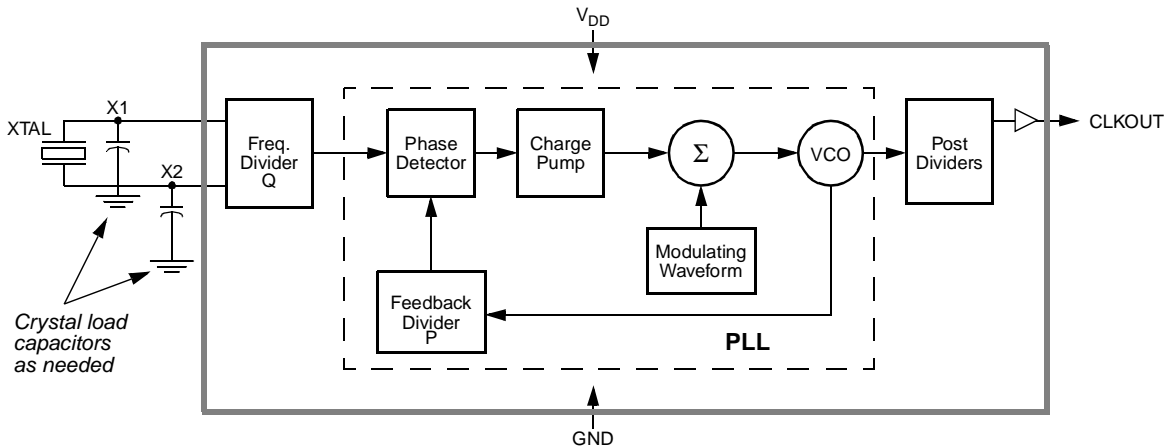 V_DD
X1
XTAL
X2
Freq.
Divider
Q
Phase
Detector
Charge
Pump
Σ
VCO
Post
Dividers
CLKOUT
Modulating
Waveform
Feedback
Divider
P
PLL
Crystal load
capacitors
as needed
GND